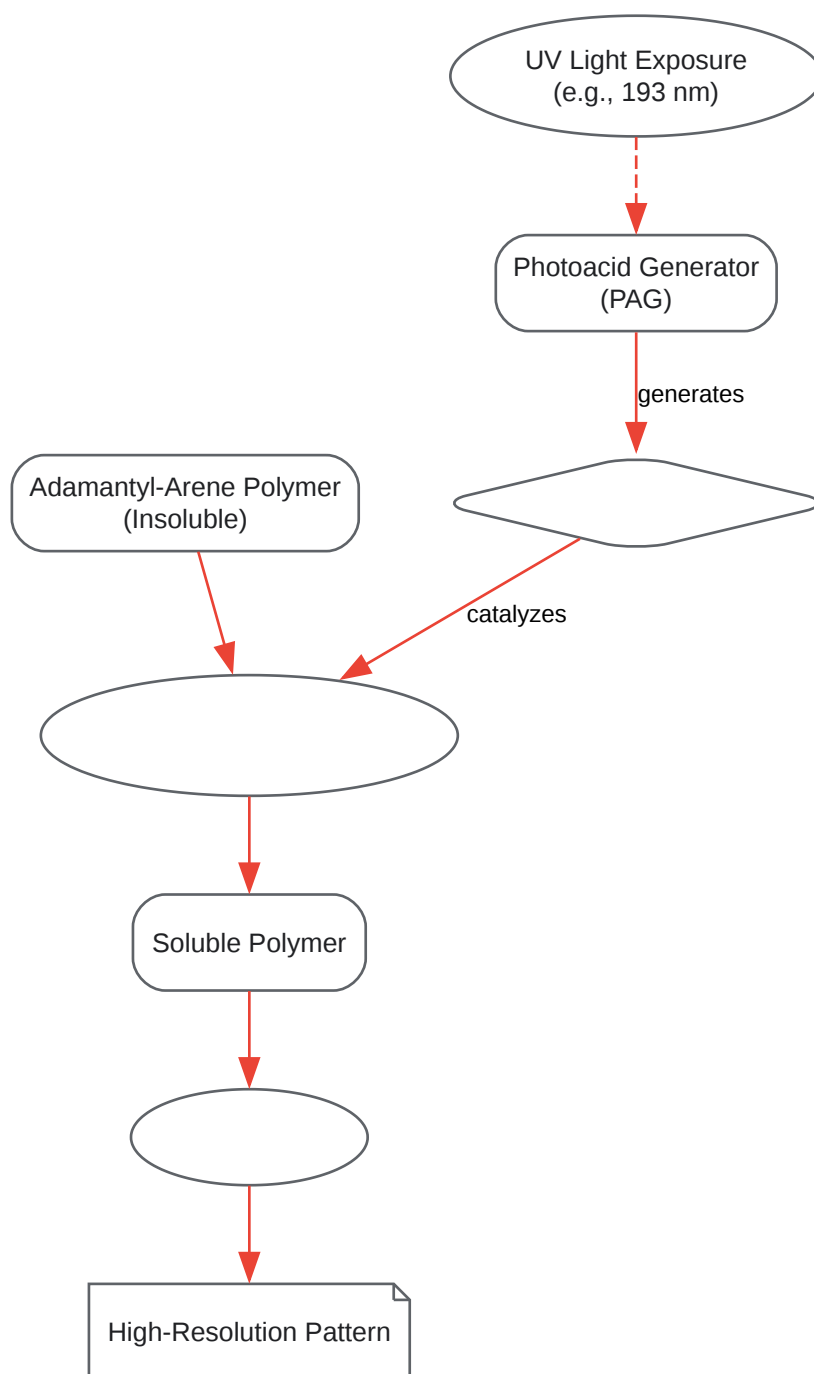 UV Light Exposure
(e.g., 193 nm)
Photoacid Generator
(PAG)
generates
Adamantyl-Arene Polymer
(Insoluble)
catalyzes
Soluble Polymer
High-Resolution Pattern